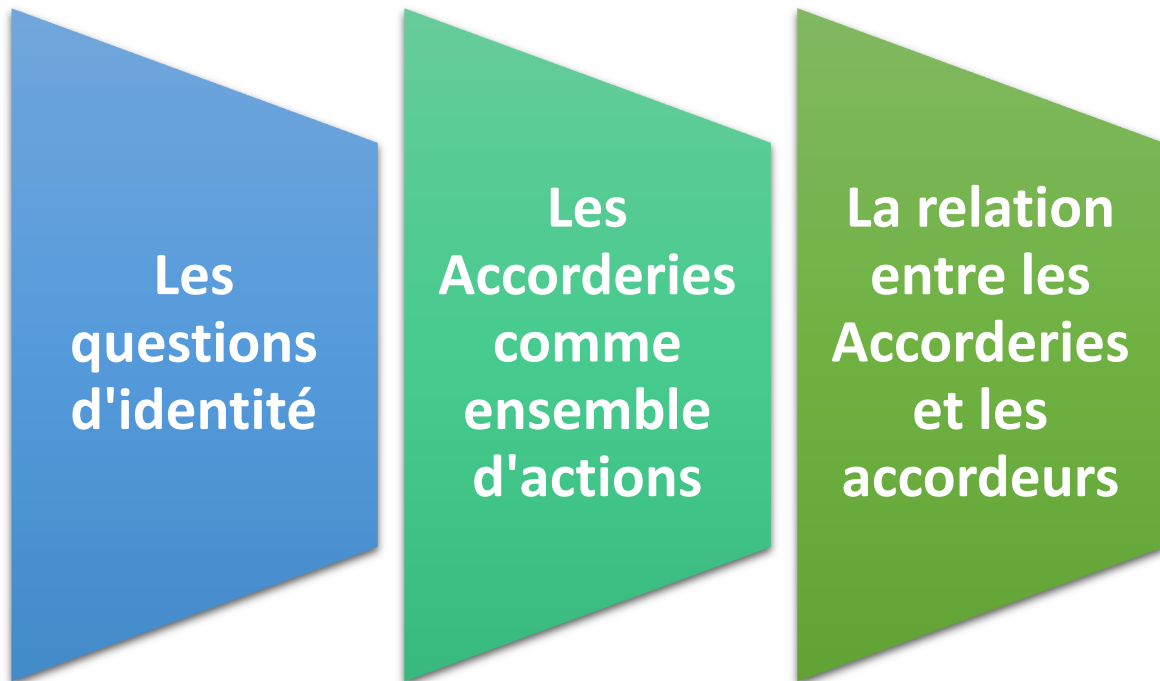 Les
questions
d'identité
Les
Accorderies
comme
ensemble
d'actions
La relation
entre les
Accorderies
et les
accordeurs